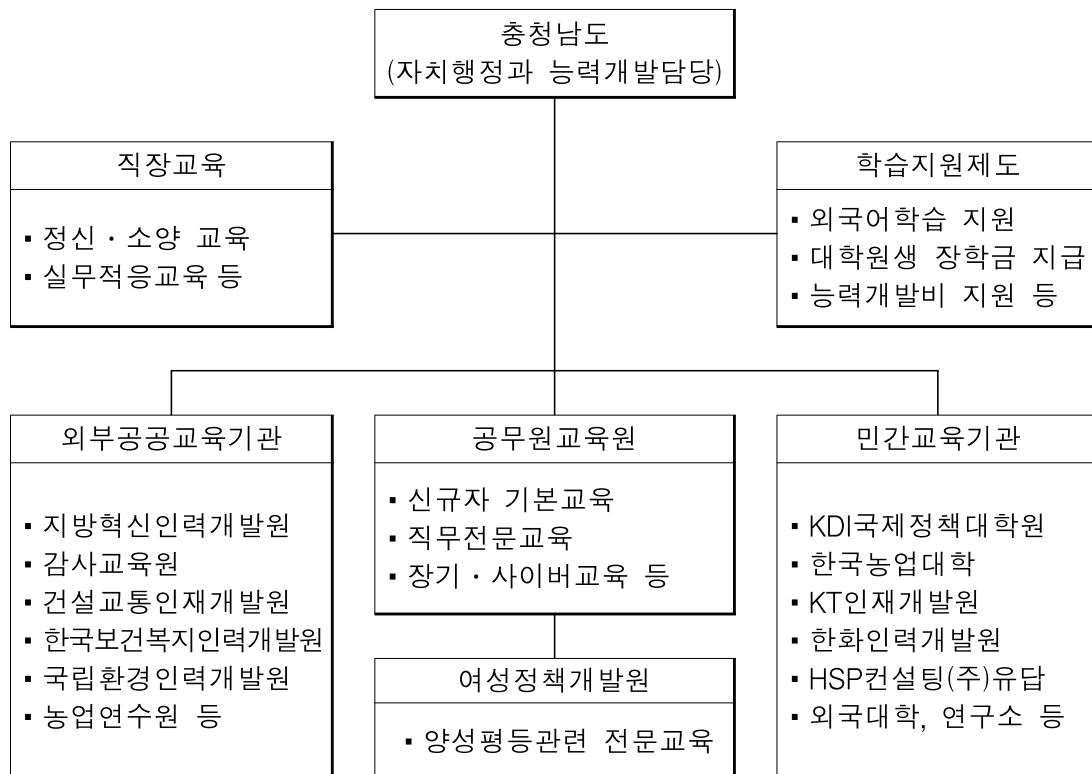 충청남도
(자치행정과 능력개발담당)
직장교육
▪ 정신 · 소양 교육
▪ 실무적응교육 등
학습지원제도
▪ 외국어학습 지원
▪ 대학원생 장학금 지급
▪ 능력개발비 지원 등
외부공공교육기관
▪ 지방혁신인력개발원
▪ 감사교육원
▪ 건설교통인재개발원
▪ 한국보건복지인력개발원
▪ 국립환경인력개발원
▪ 농업연수원 등
공무원교육원
▪ 신규자 기본교육
▪ 직무전문교육
▪ 장기 · 사이버교육 등
여성정책개발원
▪ 양성평등관련 전문교육
민간교육기관
▪ KDI국제정책대학원
▪ 한국농업대학
▪ KT인재개발원
▪ 한화인력개발원
▪ HSP컨설팅(주)유답
▪ 외국대학, 연구소 등